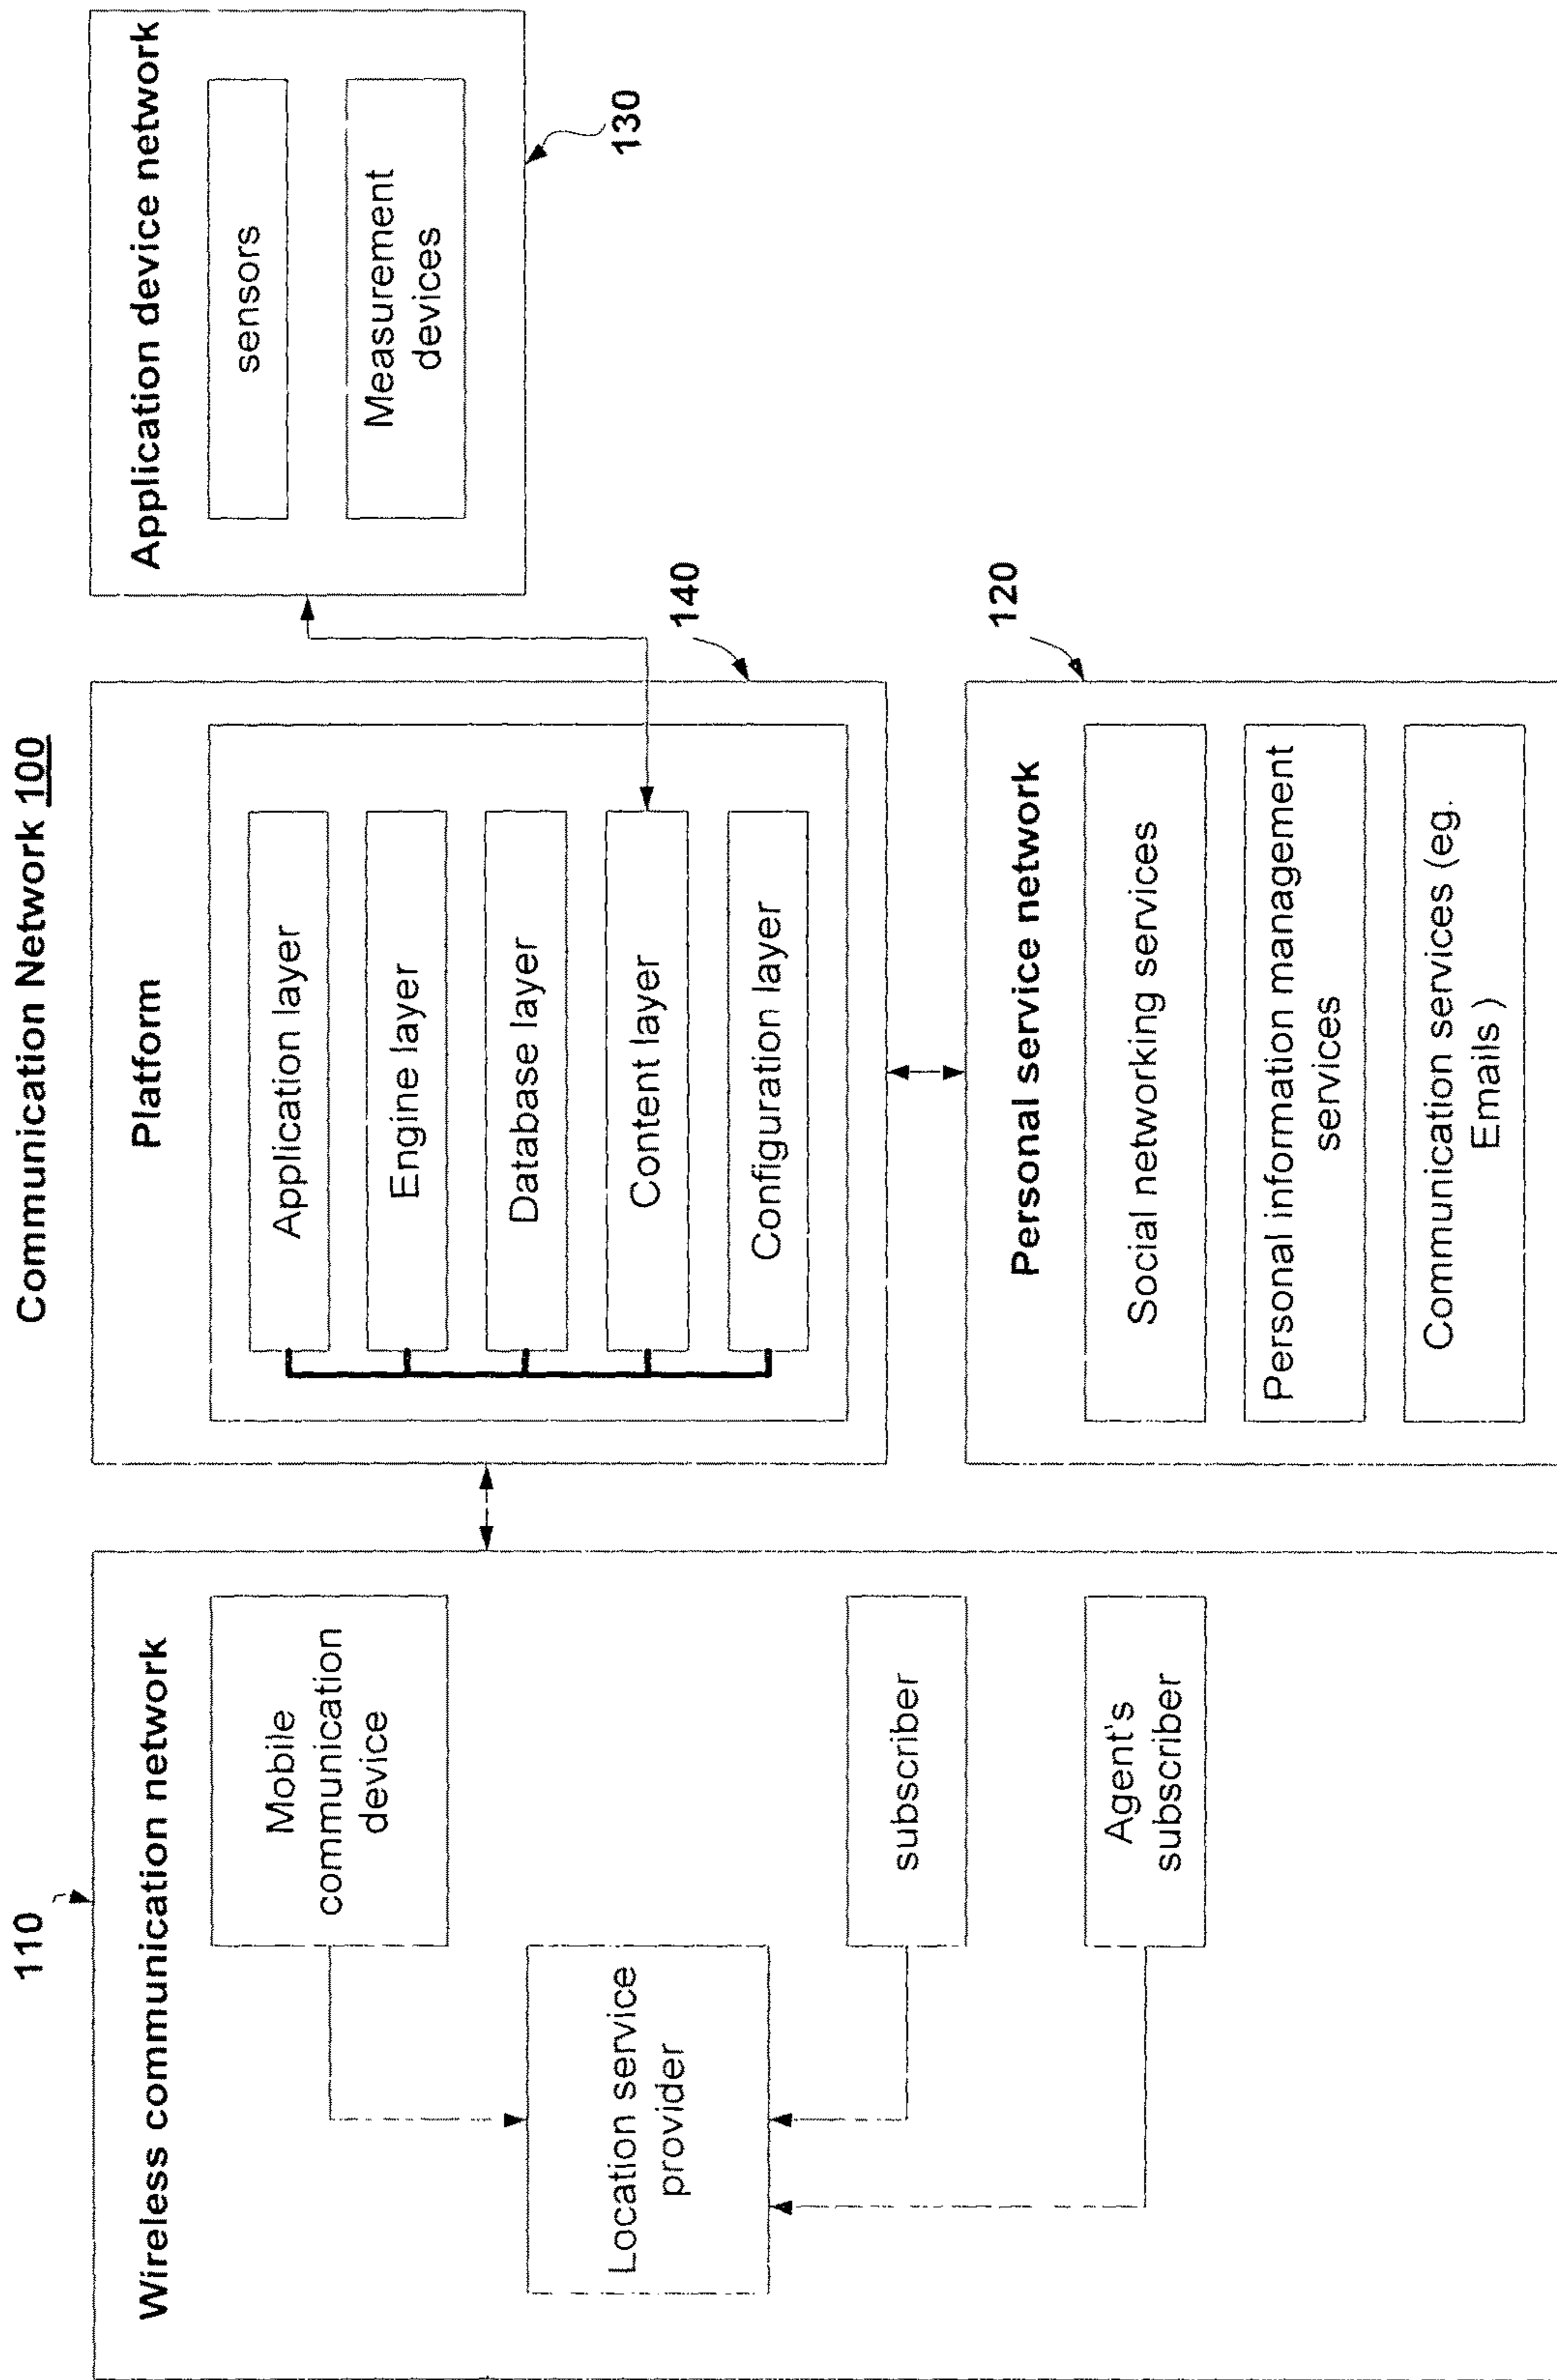 Communication Network 100
110
Wireless communication network
Mobile
communication
device
Location service
provider
subscriber
Agent's
subscriber
Platform
Application layer
Engine layer
Database layer
Content layer
Configuration layer
140
Application device network
sensors
Measurement
devices
130
120
Personal service network
Social networking services
Personal information management
services
Communication services (eg.
Emails )